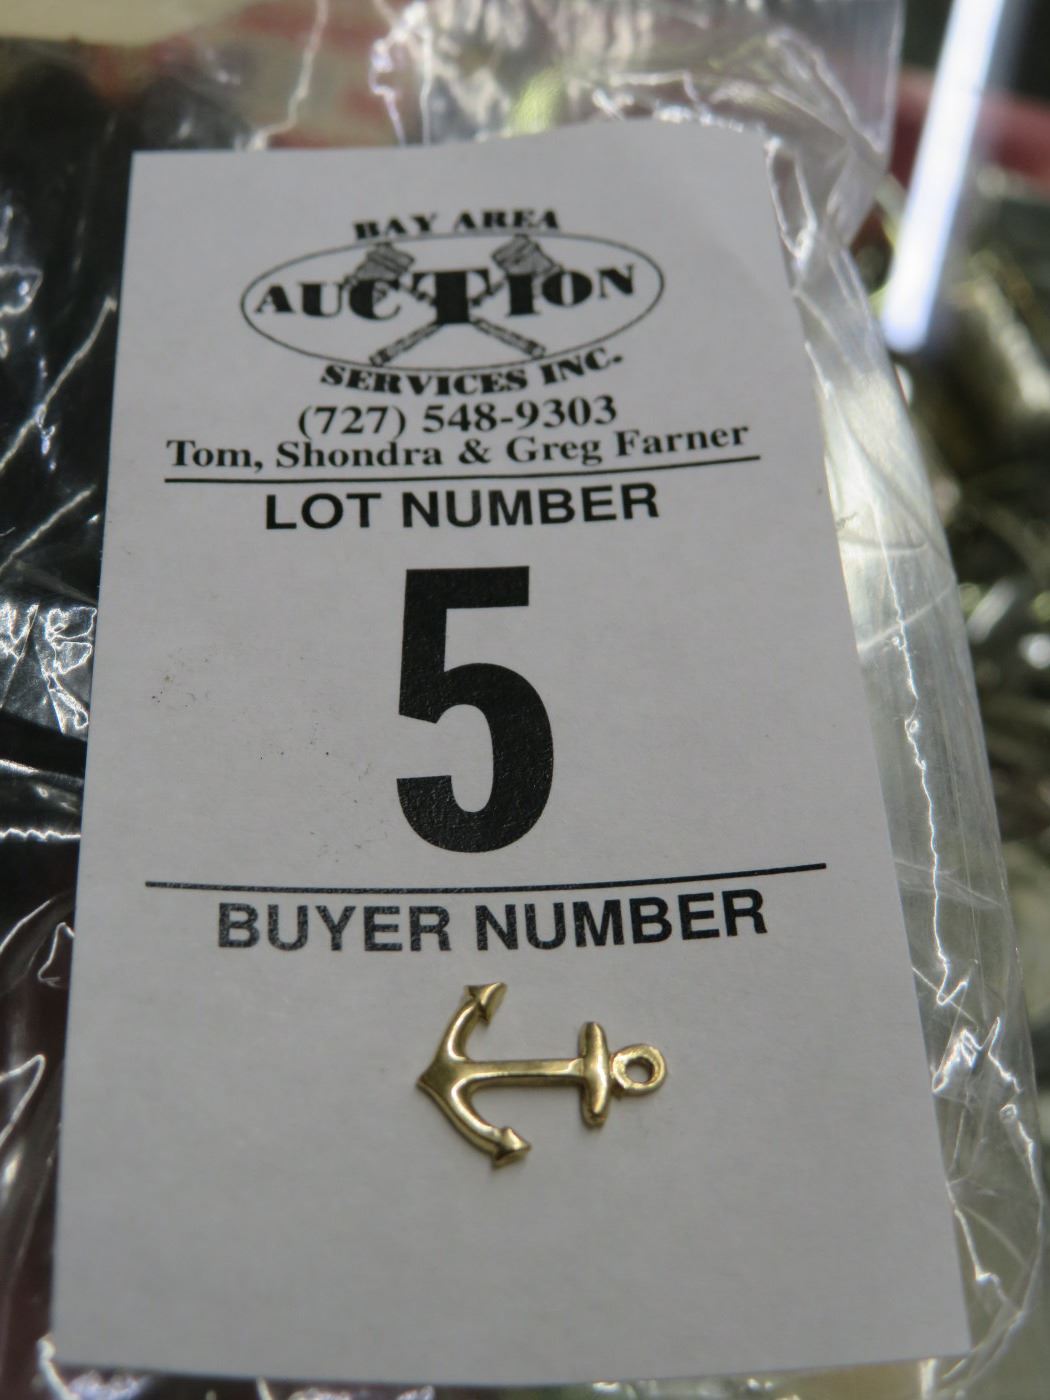 BAY AREA
AUCTION
SERVICES INC.
(727) 548-9303
Tom, Shondra & Greg Farner
LOT NUMBER
5
BUYER NUMBER